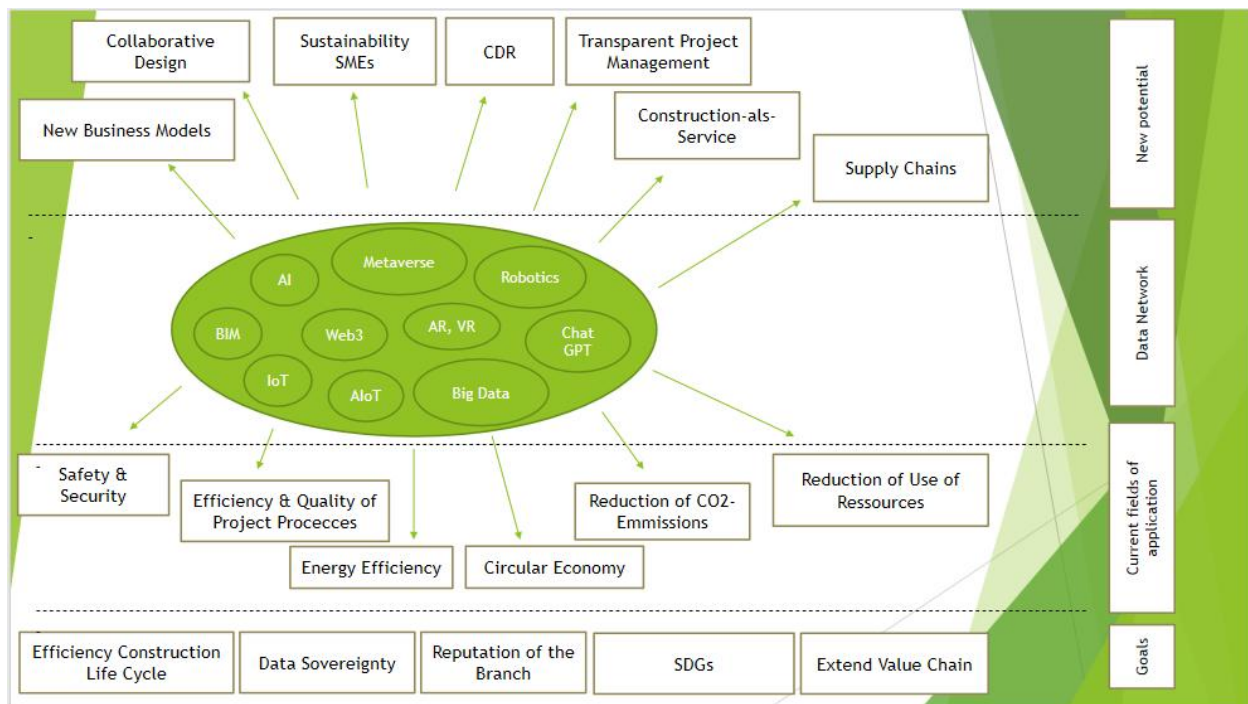 Collaborative
Design
Sustainability
SMEs
CDR
Transparent Project
Management
New Business Models
Construction-als-
Service
Supply Chains
New potential
AI
Metaverse
Robotics
BIM
Web3
AR, VR
Chat
GPT
IoT
AIoT
Big Data
Data Network
Safety &
Security
Efficiency & Quality of
Project Procecces
Energy Efficiency
Circular Economy
Reduction of CO2-
Emmissions
Reduction of Use of
Ressources
Current fields of
application
Efficiency Construction
Life Cycle
Data Sovereignty
Reputation of the
Branch
SDGs
Extend Value Chain
Goals